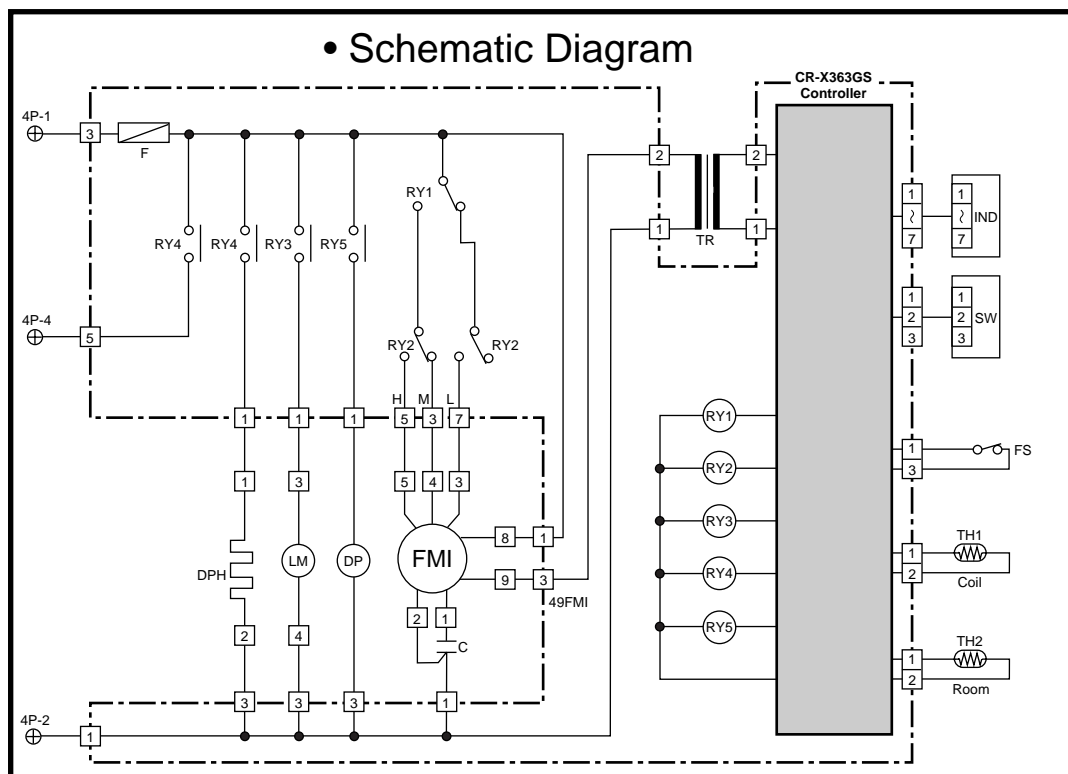 • Schematic Diagram
CR-X363GS
Controller
4P-1
3
F
2
2
1
1
TR
RY1
RY4
RY4
RY3
RY5
1
~
7
1
~
7
IND
1
2
3
1
2
3
SW
4P-4
5
RY2
RY2
H
M
L
1
1
1
5
3
7
1
3
5
4
3
DPH
LM
DP
FMI
8
1
9
3
49FMI
2
4
2
1
C
3
3
3
1
4P-2
1
RY1
RY2
RY3
RY4
RY5
1
3
FS
1
2
TH1
Coil
1
2
TH2
Room